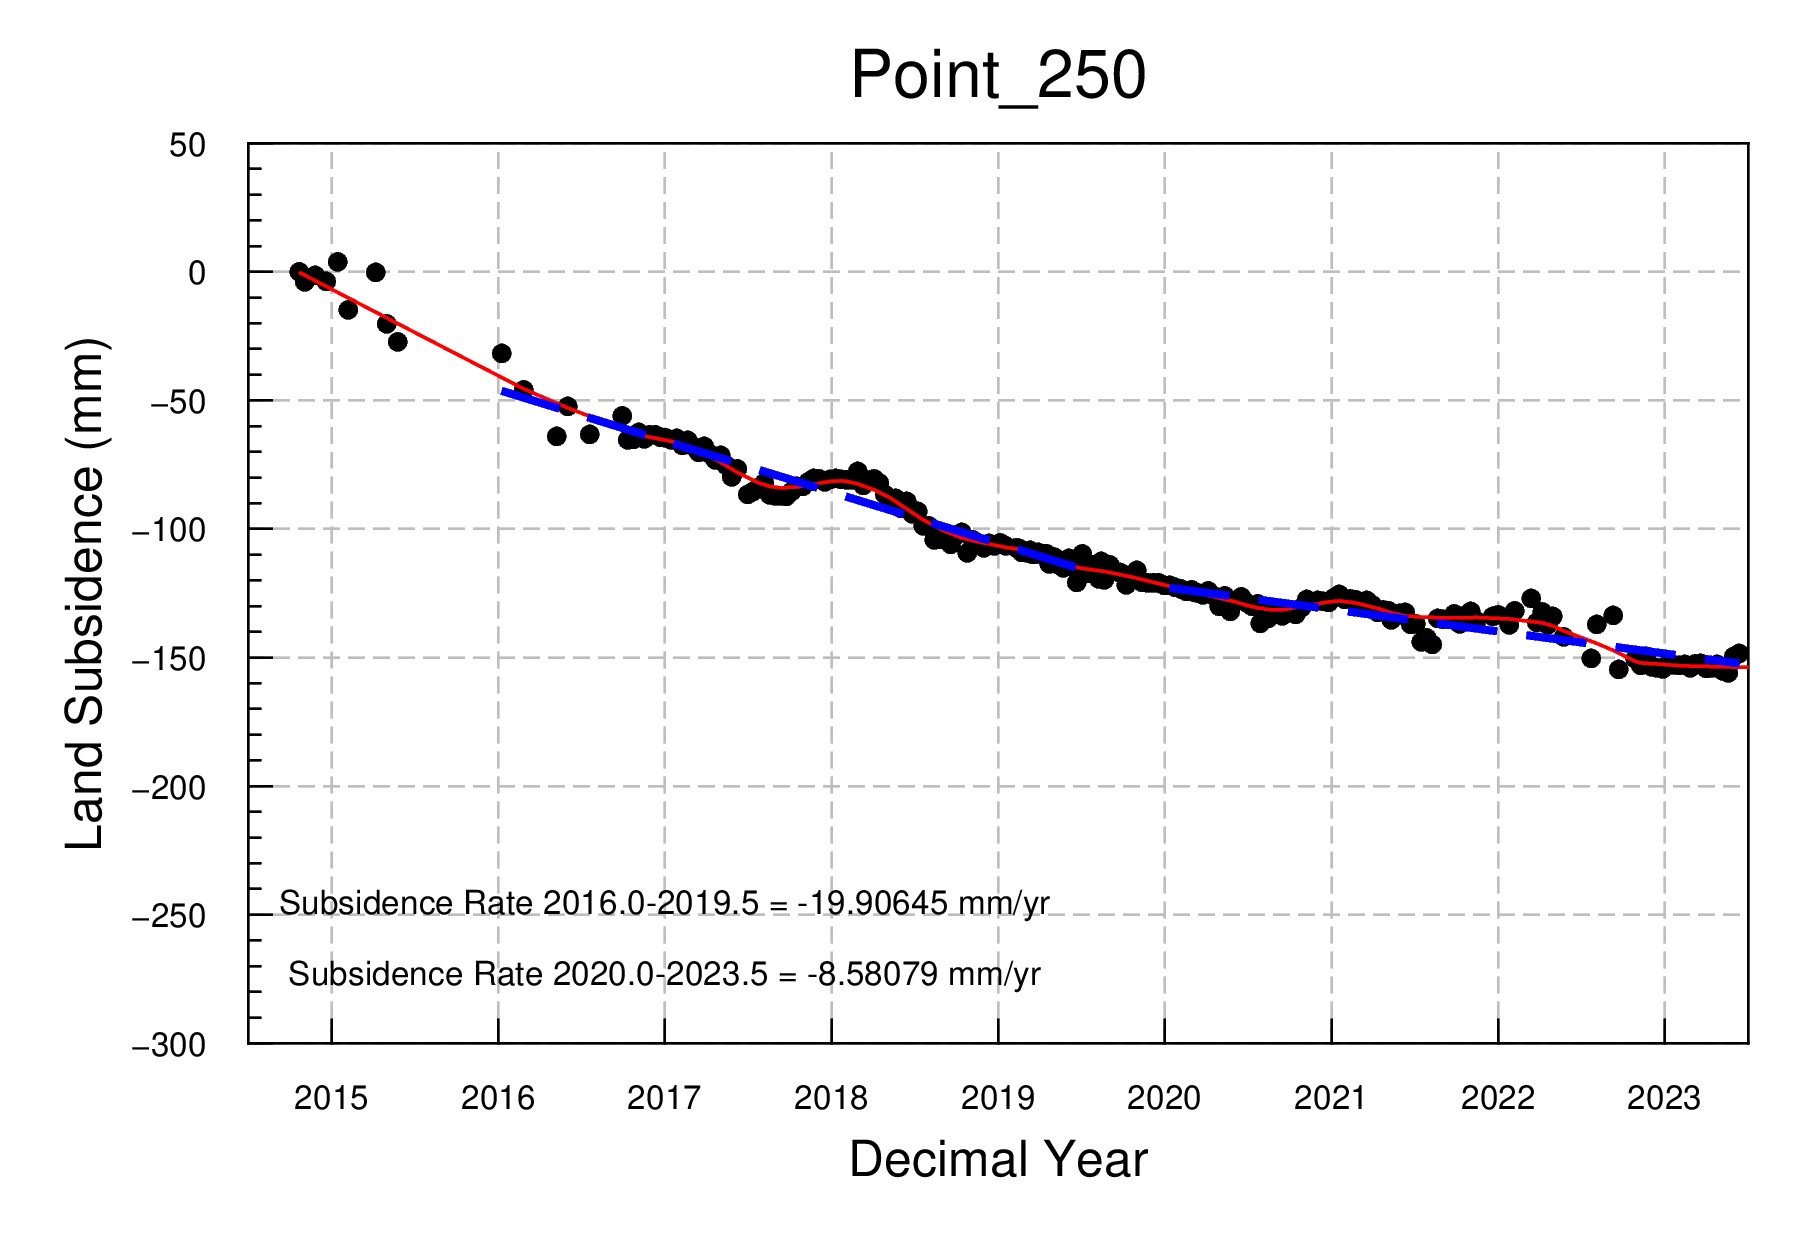 Point_250
50
0
−50
−100
−150
−200
−250
−300
Land Subsidence (mm)
Subsidence Rate 2016.0-2019.5 = -19.90645 mm/yr
Subsidence Rate 2020.0-2023.5 = -8.58079 mm/yr
2015 2016 2017 2018 2019 2020 2021 2022 2023
Decimal Year